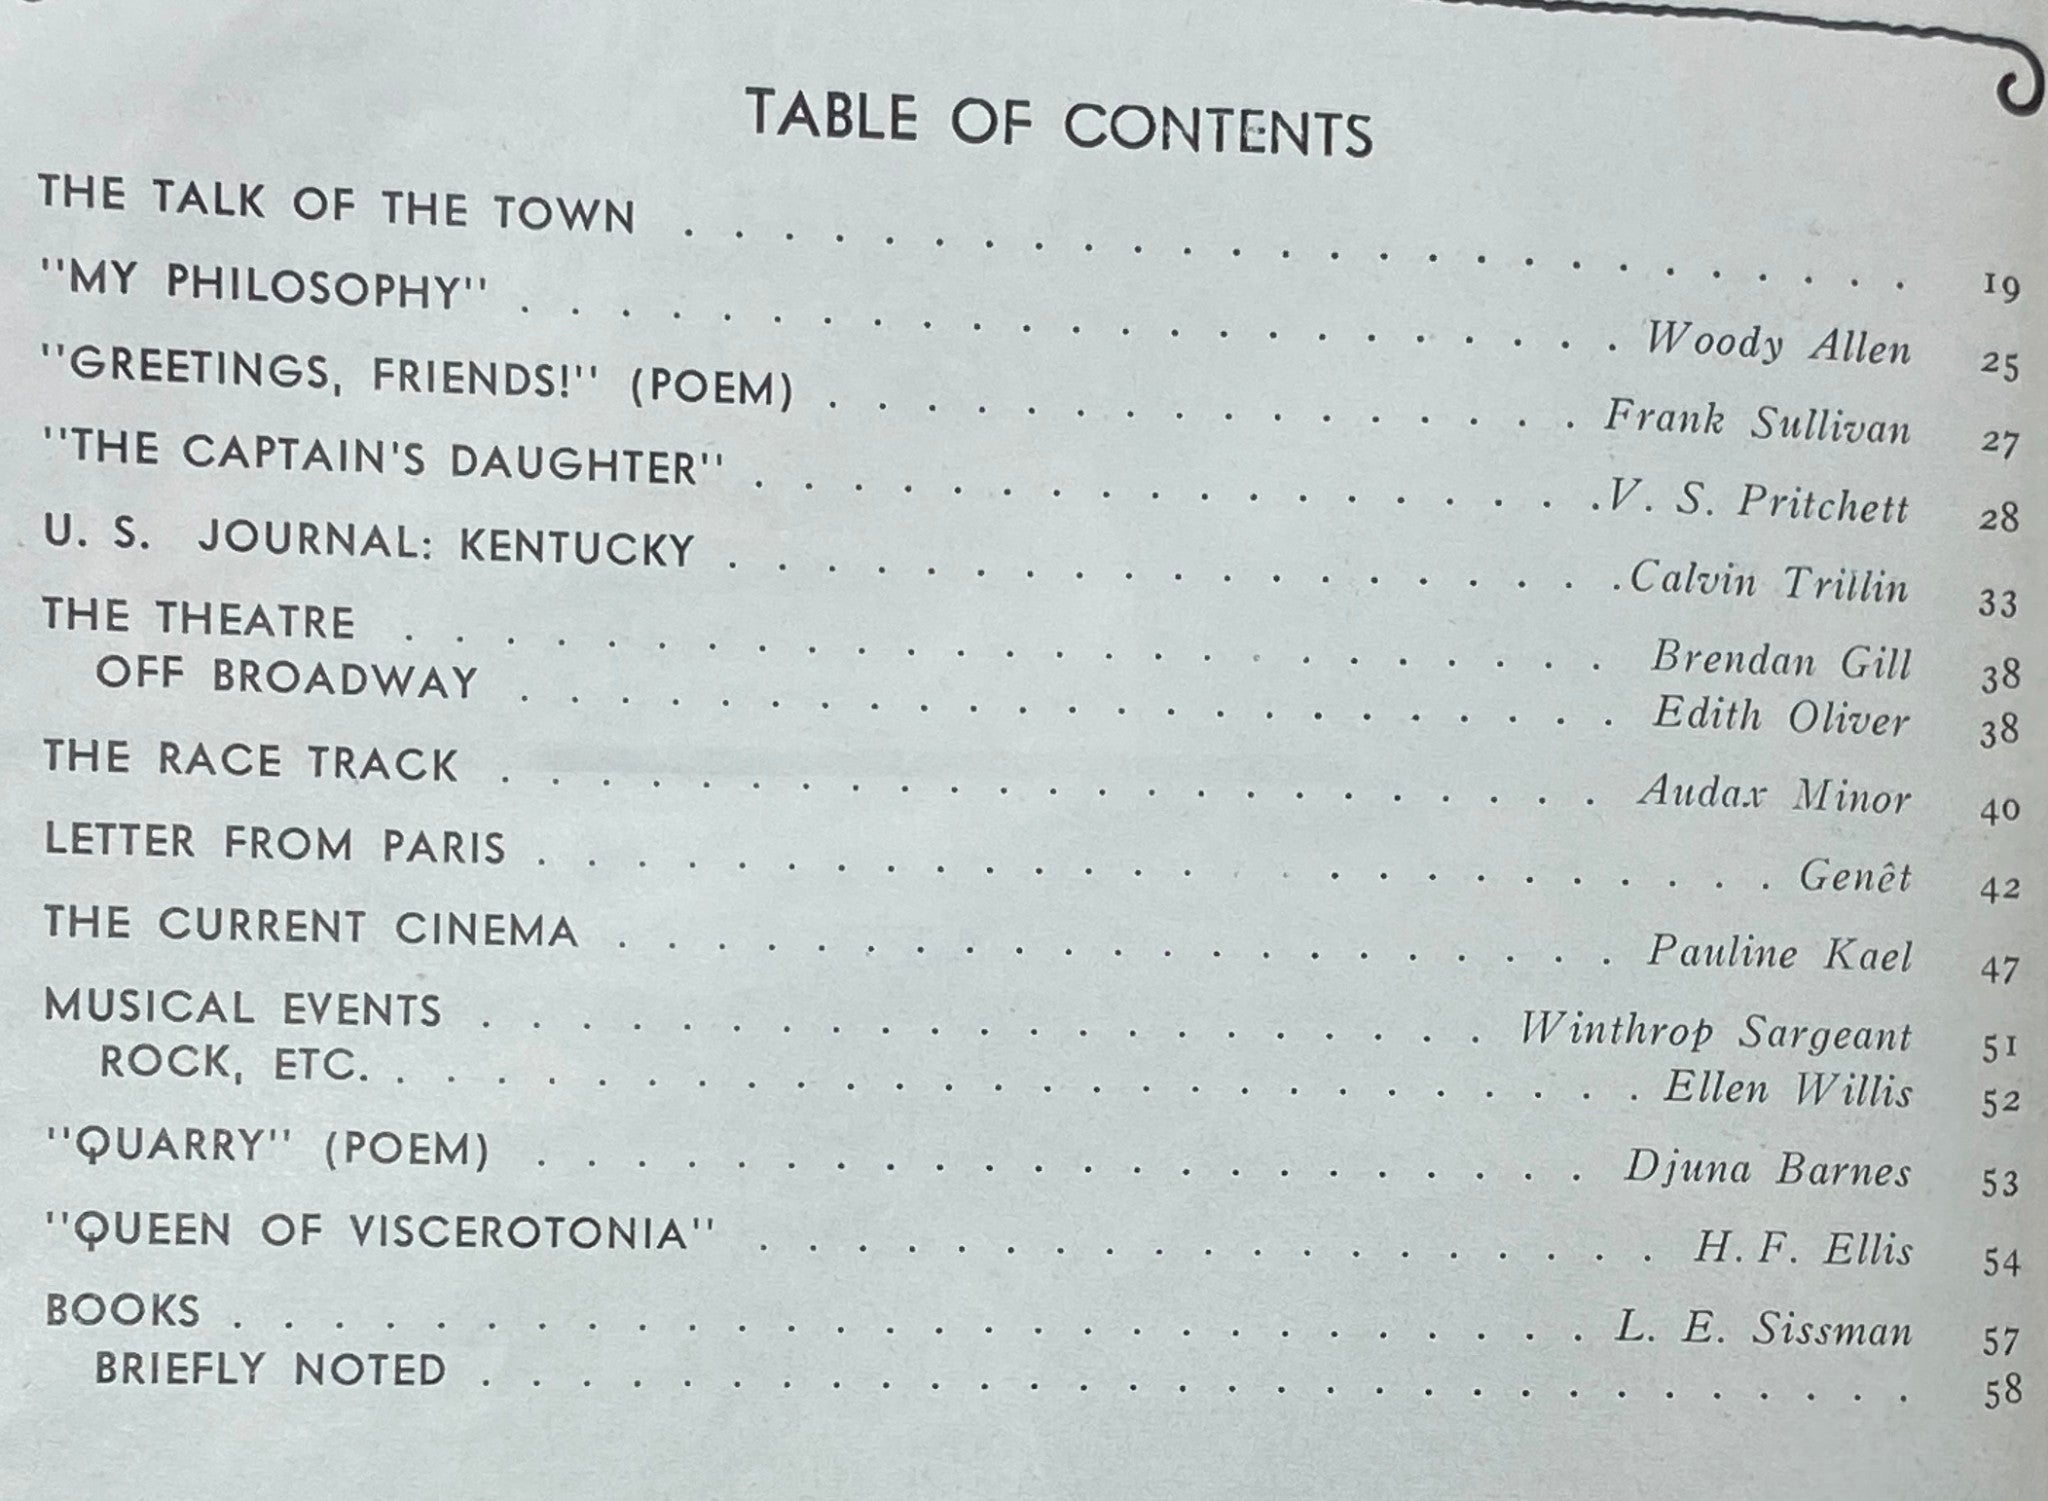 TABLE OF CONTENTS
THE TALK OF THE TOWN . . . . . . . . . . . . . . . . . . . . . . . . . 19
"MY PHILOSOPHY" . . . . . . . . . . . . . . . . . . . . . . . Woody Allen 25
"GREETINGS, FRIENDS!" (POEM) . . . . . . . . . . . . . . . . Frank Sullivan 27
"THE CAPTAIN'S DAUGHTER" . . . . . . . . . . . . . . . . . . V. S. Pritchett 28
U. S. JOURNAL: KENTUCKY . . . . . . . . . . . . . . . . . . . Calvin Trillin 33
THE THEATRE . . . . . . . . . . . . . . . . . . . . . . . . . Brendan Gill 38
OFF BROADWAY . . . . . . . . . . . . . . . . . . . . . . . Edith Oliver 38
THE RACE TRACK . . . . . . . . . . . . . . . . . . . . . . . Audax Minor 40
LETTER FROM PARIS . . . . . . . . . . . . . . . . . . . . . . . . Genêt 42
THE CURRENT CINEMA . . . . . . . . . . . . . . . . . . . . . Pauline Kael 47
MUSICAL EVENTS . . . . . . . . . . . . . . . . . . . . . Winthrop Sargeant 51
ROCK, ETC. . . . . . . . . . . . . . . . . . . . . . . . . . Ellen Willis 52
"QUARRY" (POEM) . . . . . . . . . . . . . . . . . . . . . . Djuna Barnes 53
"QUEEN OF VISCEROTONIA" . . . . . . . . . . . . . . . . . . . H. F. Ellis 54
BOOKS . . . . . . . . . . . . . . . . . . . . . . . . . . . . L. E. Sissman 57
BRIEFLY NOTED . . . . . . . . . . . . . . . . . . . . . . . . . . . . . 58